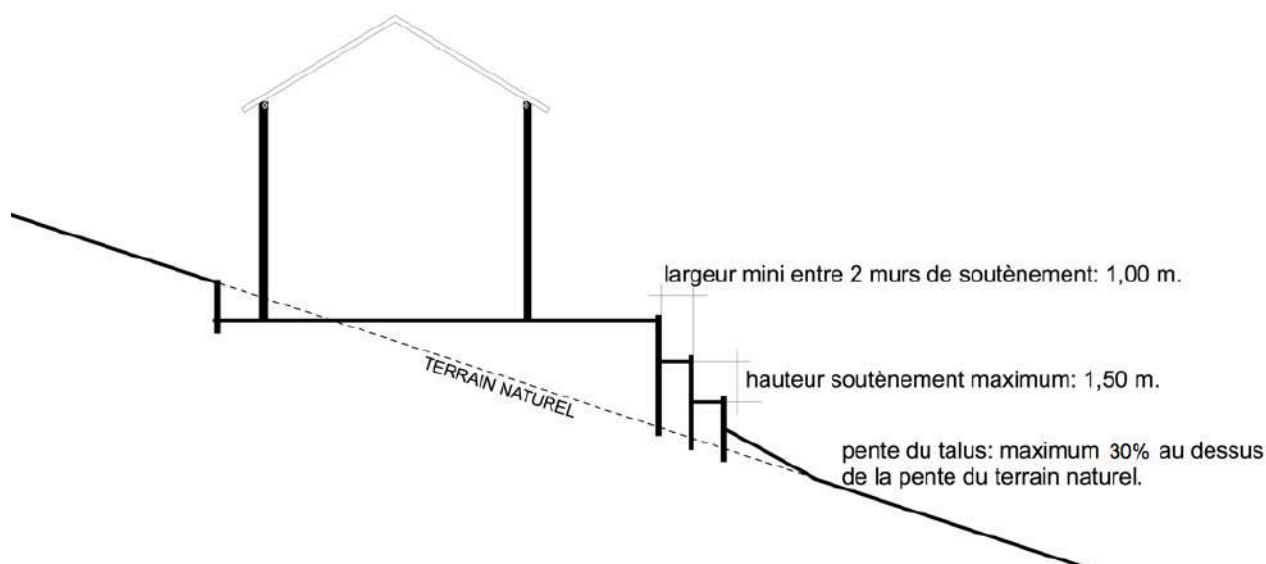 largeur mini entre 2 murs de soutènement: 1,00 m.
TERRAIN NATUREL
hauteur soutènement maximum: 1,50 m.
pente du talus: maximum 30% au dessus
de la pente du terrain naturel.